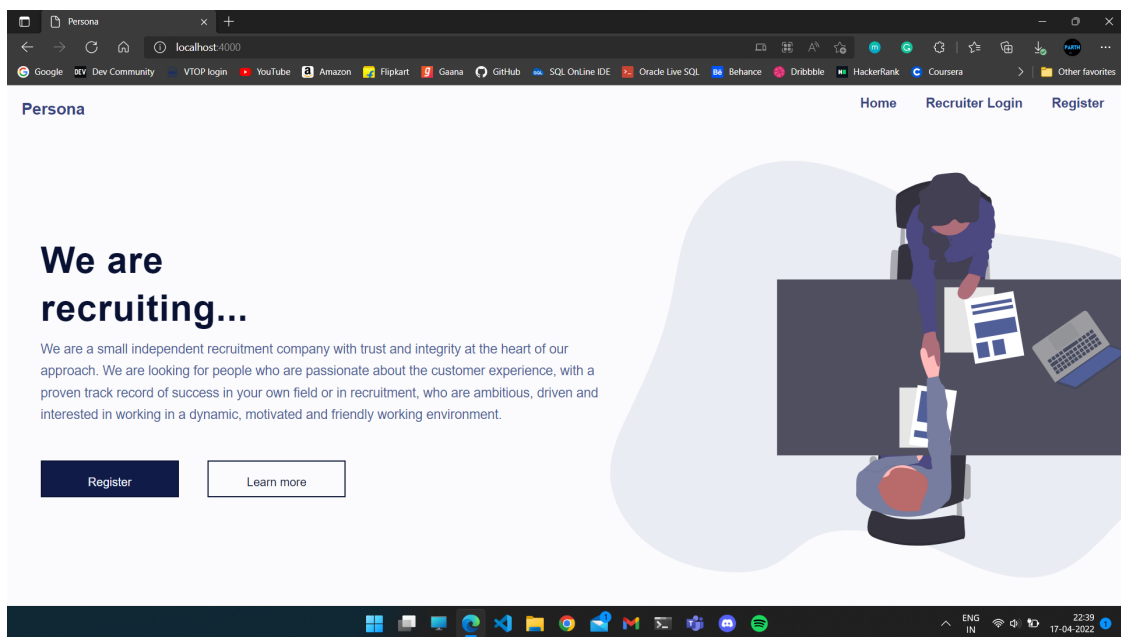 Persona
localhost:4000
PARTH
Google
DEV Dev Community
VTOP login
YouTube
a Amazon
Flipkart
g Gaana
GitHub
SQL OnLine IDE
Oracle Live SQL
Bē Behance
Dribbble
HackerRank
C Coursera
Other favorites
Persona
Home
Recruiter Login
Register
We are
recruiting...
We are a small independent recruitment company with trust and integrity at the heart of our
approach. We are looking for people who are passionate about the customer experience, with a
proven track record of success in your own field or in recruitment, who are ambitious, driven and
interested in working in a dynamic, motivated and friendly working environment.
Register
Learn more
ENG
IN
22:39
17-04-2022
1